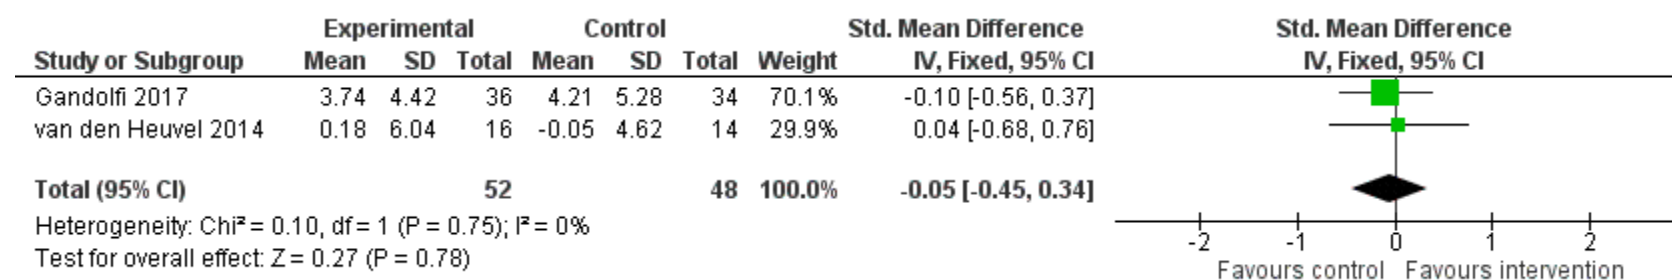 Experimental Control Std. Mean Difference Std. Mean Difference
Study or Subgroup Mean SD Total Mean SD Total Weight IV, Fixed, 95% CI IV, Fixed, 95% CI
Gandolfi 2017 3.74 4.42 36 4.21 5.28 34 70.1% -0.10 [-0.56, 0.37]
van den Heuvel 2014 0.18 6.04 16 -0.05 4.62 14 29.9% 0.04 [-0.68, 0.76]
Total (95% CI) 52 48 100.0% -0.05 [-0.45, 0.34]
Heterogeneity: Chi² = 0.10, df = 1 (P = 0.75); I² = 0%
Test for overall effect: Z = 0.27 (P = 0.78)
-2 -1 0 1 2
Favours control Favours intervention